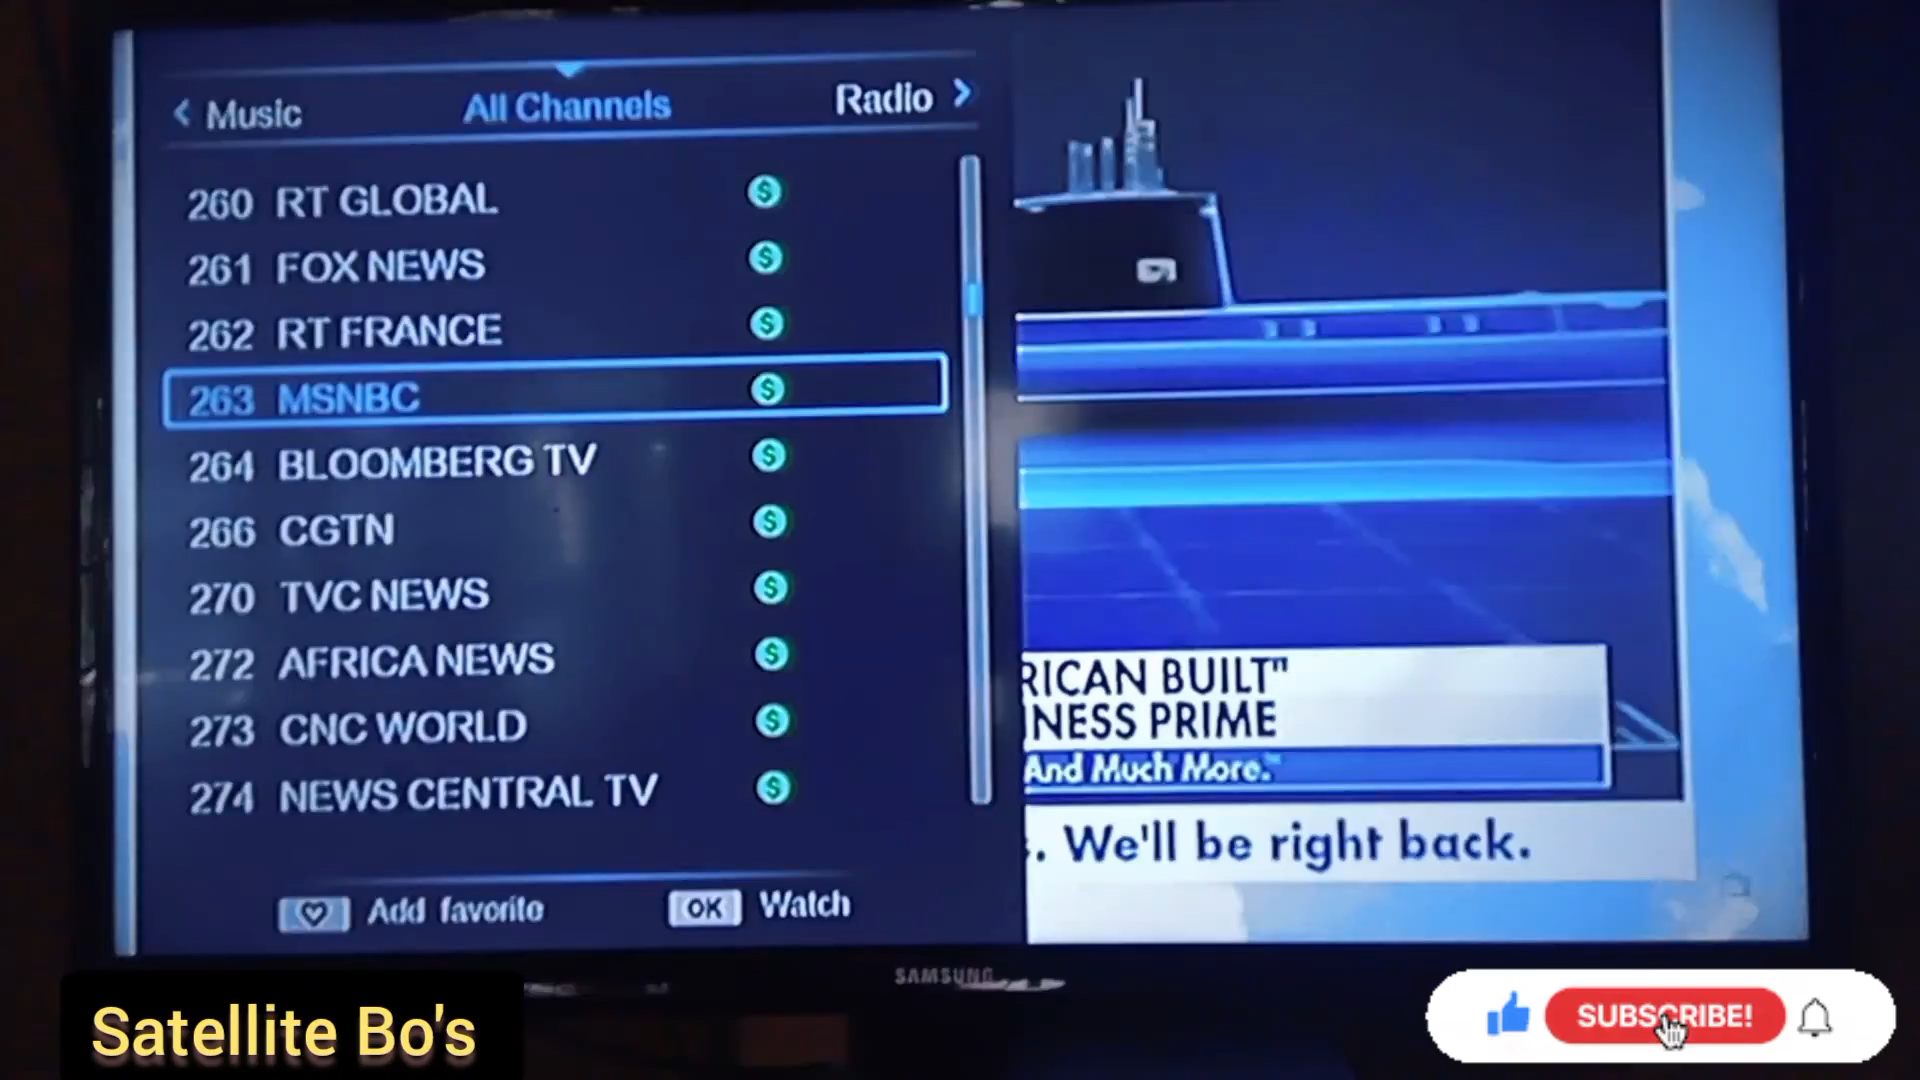 Music
All Channels
Radio
260 RT GLOBAL
261 FOX NEWS
262 RT FRANCE
263 MSNBC
264 BLOOMBERG TV
266 CGTN
270 TVC NEWS
272 AFRICA NEWS
273 CNC WORLD
274 NEWS CENTRAL TV
Add favorite
OK Watch
RICAN BUILT"
INESS PRIME
And Much More.
. We'll be right back.
SAMSUNG
Satellite Bo's
SUBSCRIBE!